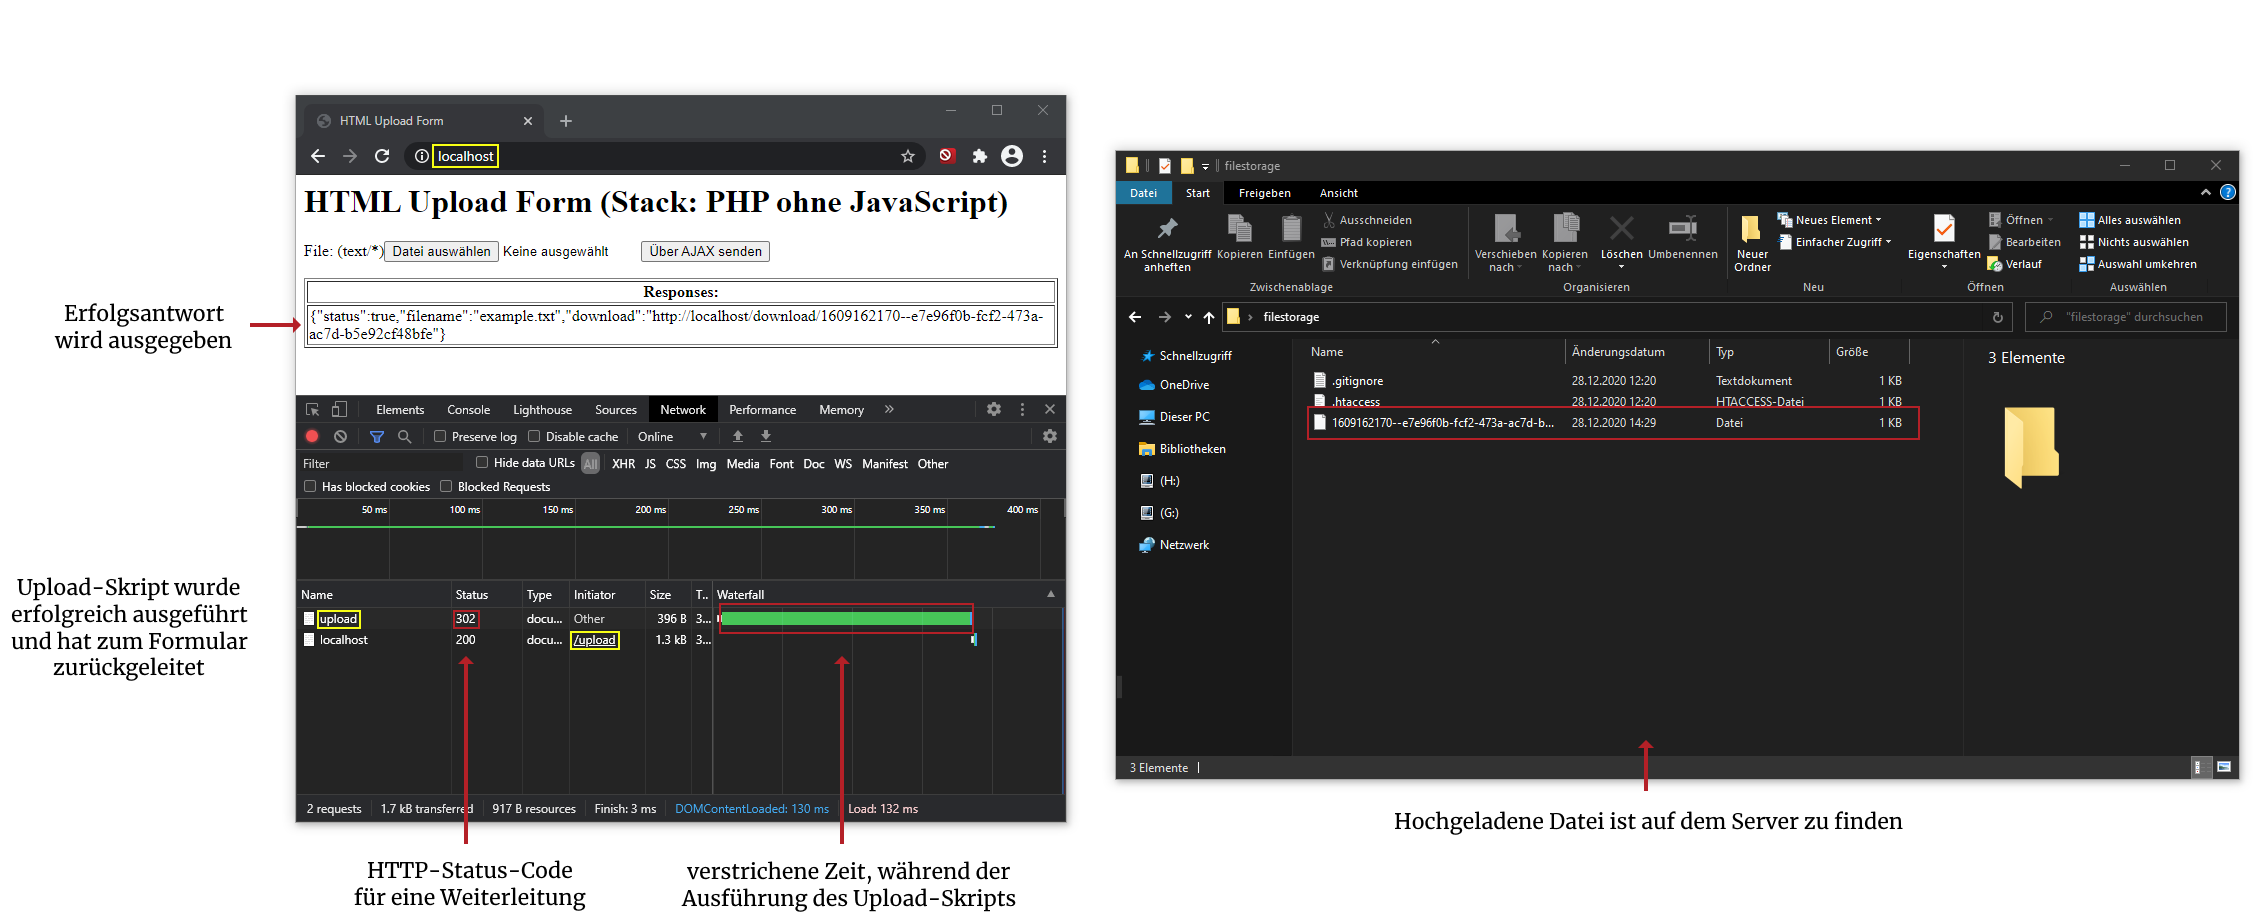 HTML Upload Form
localhost
HTML Upload Form (Stack: PHP ohne JavaScript)
File: (text/*) Datei auswählen Keine ausgewählt Über AJAX senden
Responses:
{"status":true,"filename":"example.txt","download":"http://localhost/download/1609162170--e7e96f0b-fcf2-473a-
ac7d-b5e92cf48bfe"}
Erfolgsantwort
wird ausgegeben
Elements Console Lighthouse Sources Network Performance Memory »
Preserve log Disable cache Online
Filter Hide data URLs All XHR JS CSS Img Media Font Doc WS Manifest Other
Has blocked cookies Blocked Requests
50 ms 100 ms 150 ms 200 ms 250 ms 300 ms 350 ms 400 ms
Name Status Type Initiator Size T.. Waterfall
upload 302 docu... Other 396 B 3...
localhost 200 docu... /upload 1.3 kB 3...
2 requests 1.7 kB transferred 917 B resources Finish: 3 ms DOMContentLoaded: 130 ms Load: 132 ms
Upload-Skript wurde
erfolgreich ausgeführt
und hat zum Formular
zurückgeleitet
HTTP-Status-Code
für eine Weiterleitung
verstrichene Zeit, während der
Ausführung des Upload-Skripts
filestorage
Datei Start Freigeben Ansicht
An Schnellzugriff
anheften
Kopieren
Einfügen
Ausschneiden
Pfad kopieren
Verknüpfung einfügen
Zwischenablage
Verschieben
nach
Kopieren
nach
Löschen
Umbenennen
Organisieren
Neuer
Ordner
Neues Element
Einfacher Zugriff
Neu
Eigenschaften
Öffnen
Bearbeiten
Verlauf
Öffnen
Alles auswählen
Nichts auswählen
Auswahl umkehren
Auswählen
filestorage
"filestorage" durchsuchen
Schnellzugriff
OneDrive
Dieser PC
Bibliotheken
(H:)
(G:)
Netzwerk
Name Änderungsdatum Typ Größe
.gitignore 28.12.2020 12:20 Textdokument 1 KB
.htaccess 28.12.2020 12:20 HTACCESS-Datei 1 KB
1609162170--e7e96f0b-fcf2-473a-ac7d-b... 28.12.2020 14:29 Datei 1 KB
3 Elemente
3 Elemente
Hochgeladene Datei ist auf dem Server zu finden